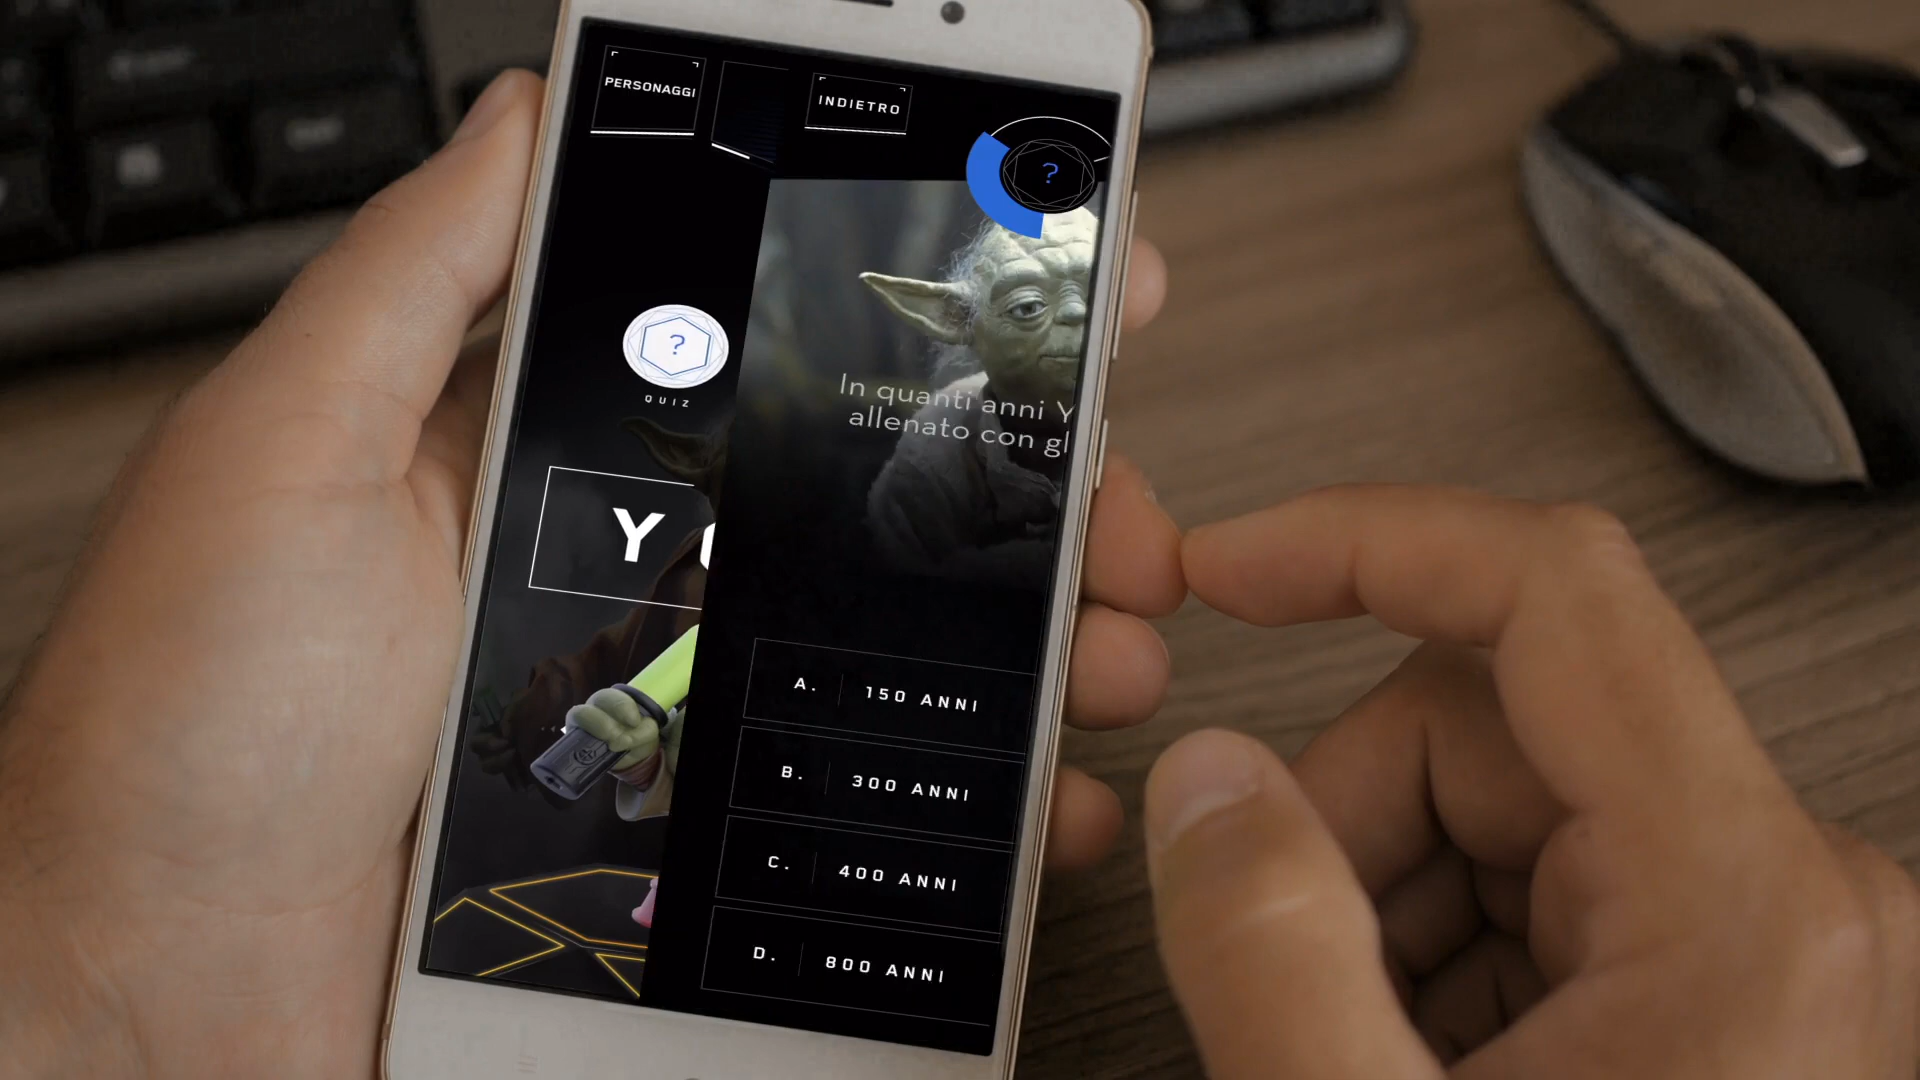 PERSONAGGI
INDIETRO
?
?
QUIZ
In quanti anni Y
allenato con gl
Y
A. 150 ANNI
B. 300 ANNI
C. 400 ANNI
D. 800 ANNI